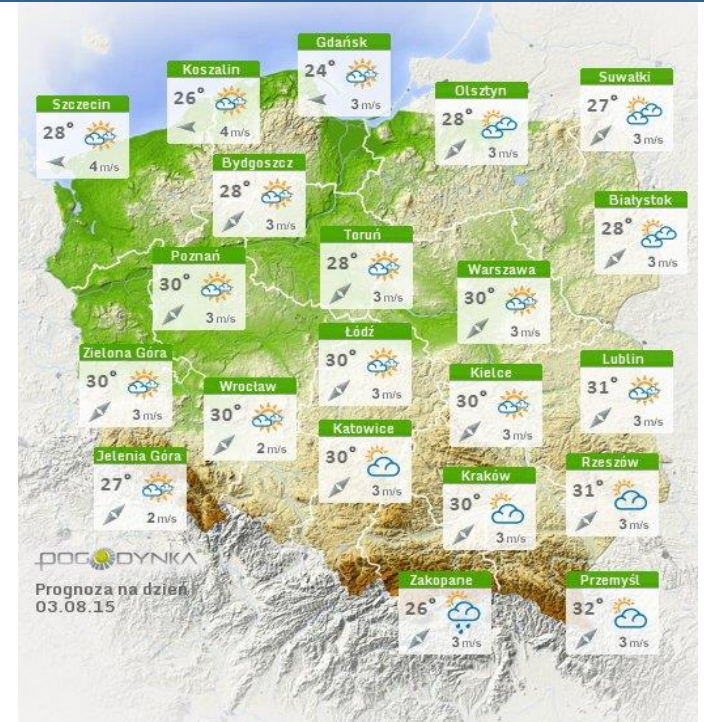 Gdańsk
24°
3 m/s
Koszalin
26°
4 m/s
Szczecin
28°
4 m/s
Olsztyn
28°
3 m/s
Suwałki
27°
3 m/s
Bydgoszcz
28°
3 m/s
Białystok
28°
3 m/s
Toruń
28°
3 m/s
Poznań
30°
3 m/s
Warszawa
30°
3 m/s
Łódź
30°
3 m/s
Zielona Góra
30°
3 m/s
Wrocław
30°
2 m/s
Kielce
30°
3 m/s
Lublin
31°
3 m/s
Katowice
30°
3 m/s
Jelenia Góra
27°
2 m/s
Kraków
30°
3 m/s
Rzeszów
31°
3 m/s
POGODYNKA
Prognoza na dzień
03.08.15
Zakopane
26°
3 m/s
Przemyśl
32°
3 m/s